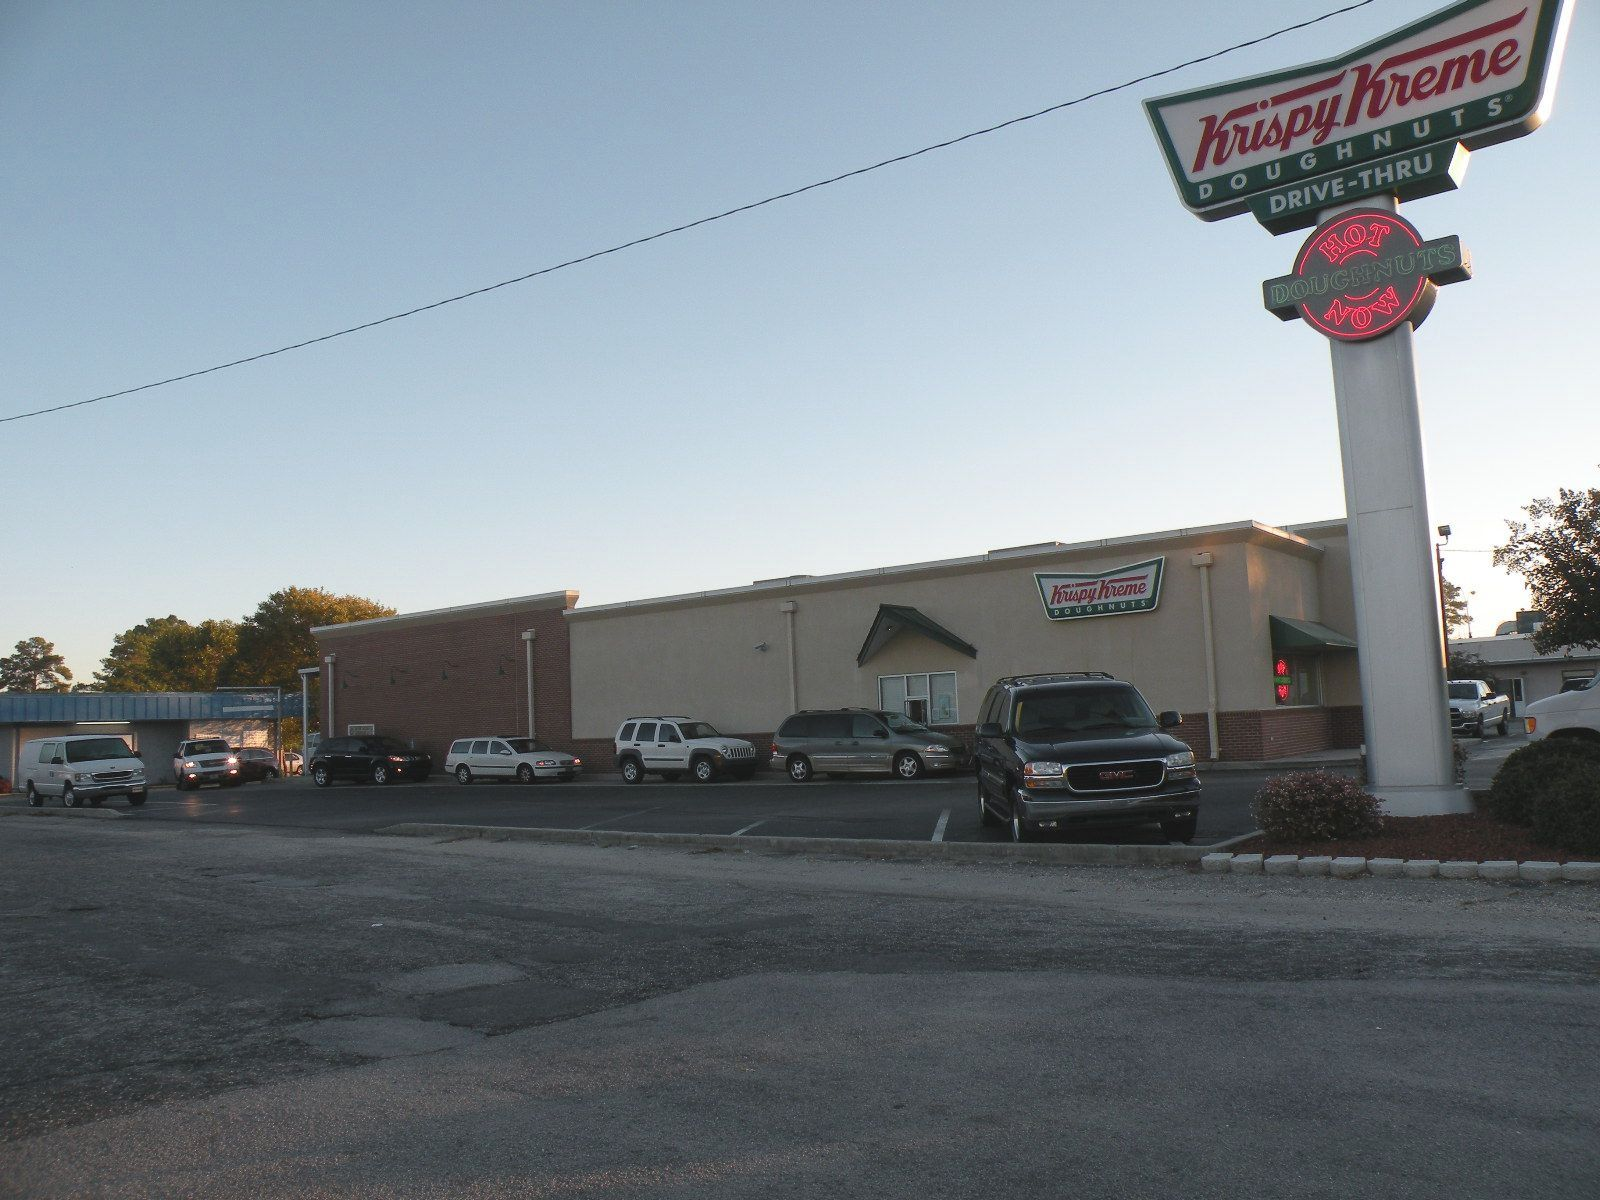 Krispy Kreme
DOUGHNUTS®
DRIVE-THRU
HOT
DOUGHNUTS
NOW
Krispy Kreme
DOUGHNUTS
GMC